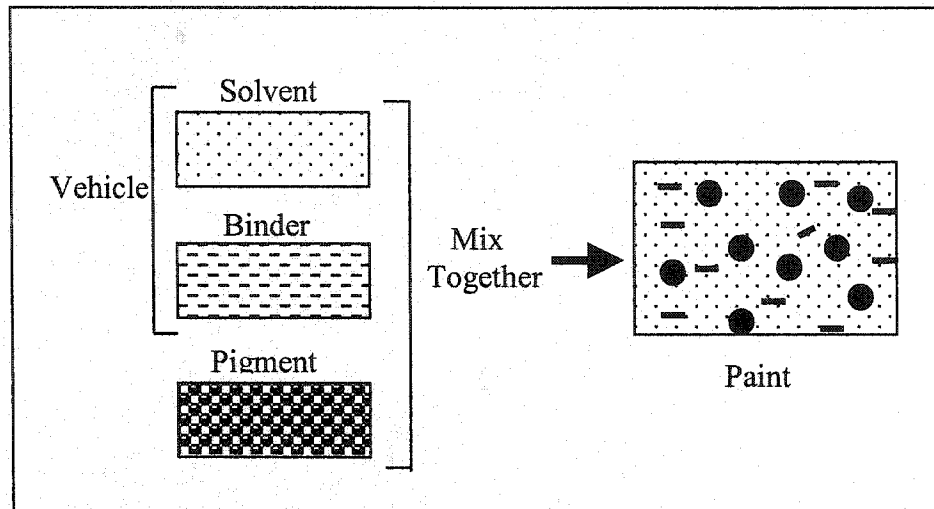 Solvent
Vehicle
Binder
Mix
Together
Pigment
Paint